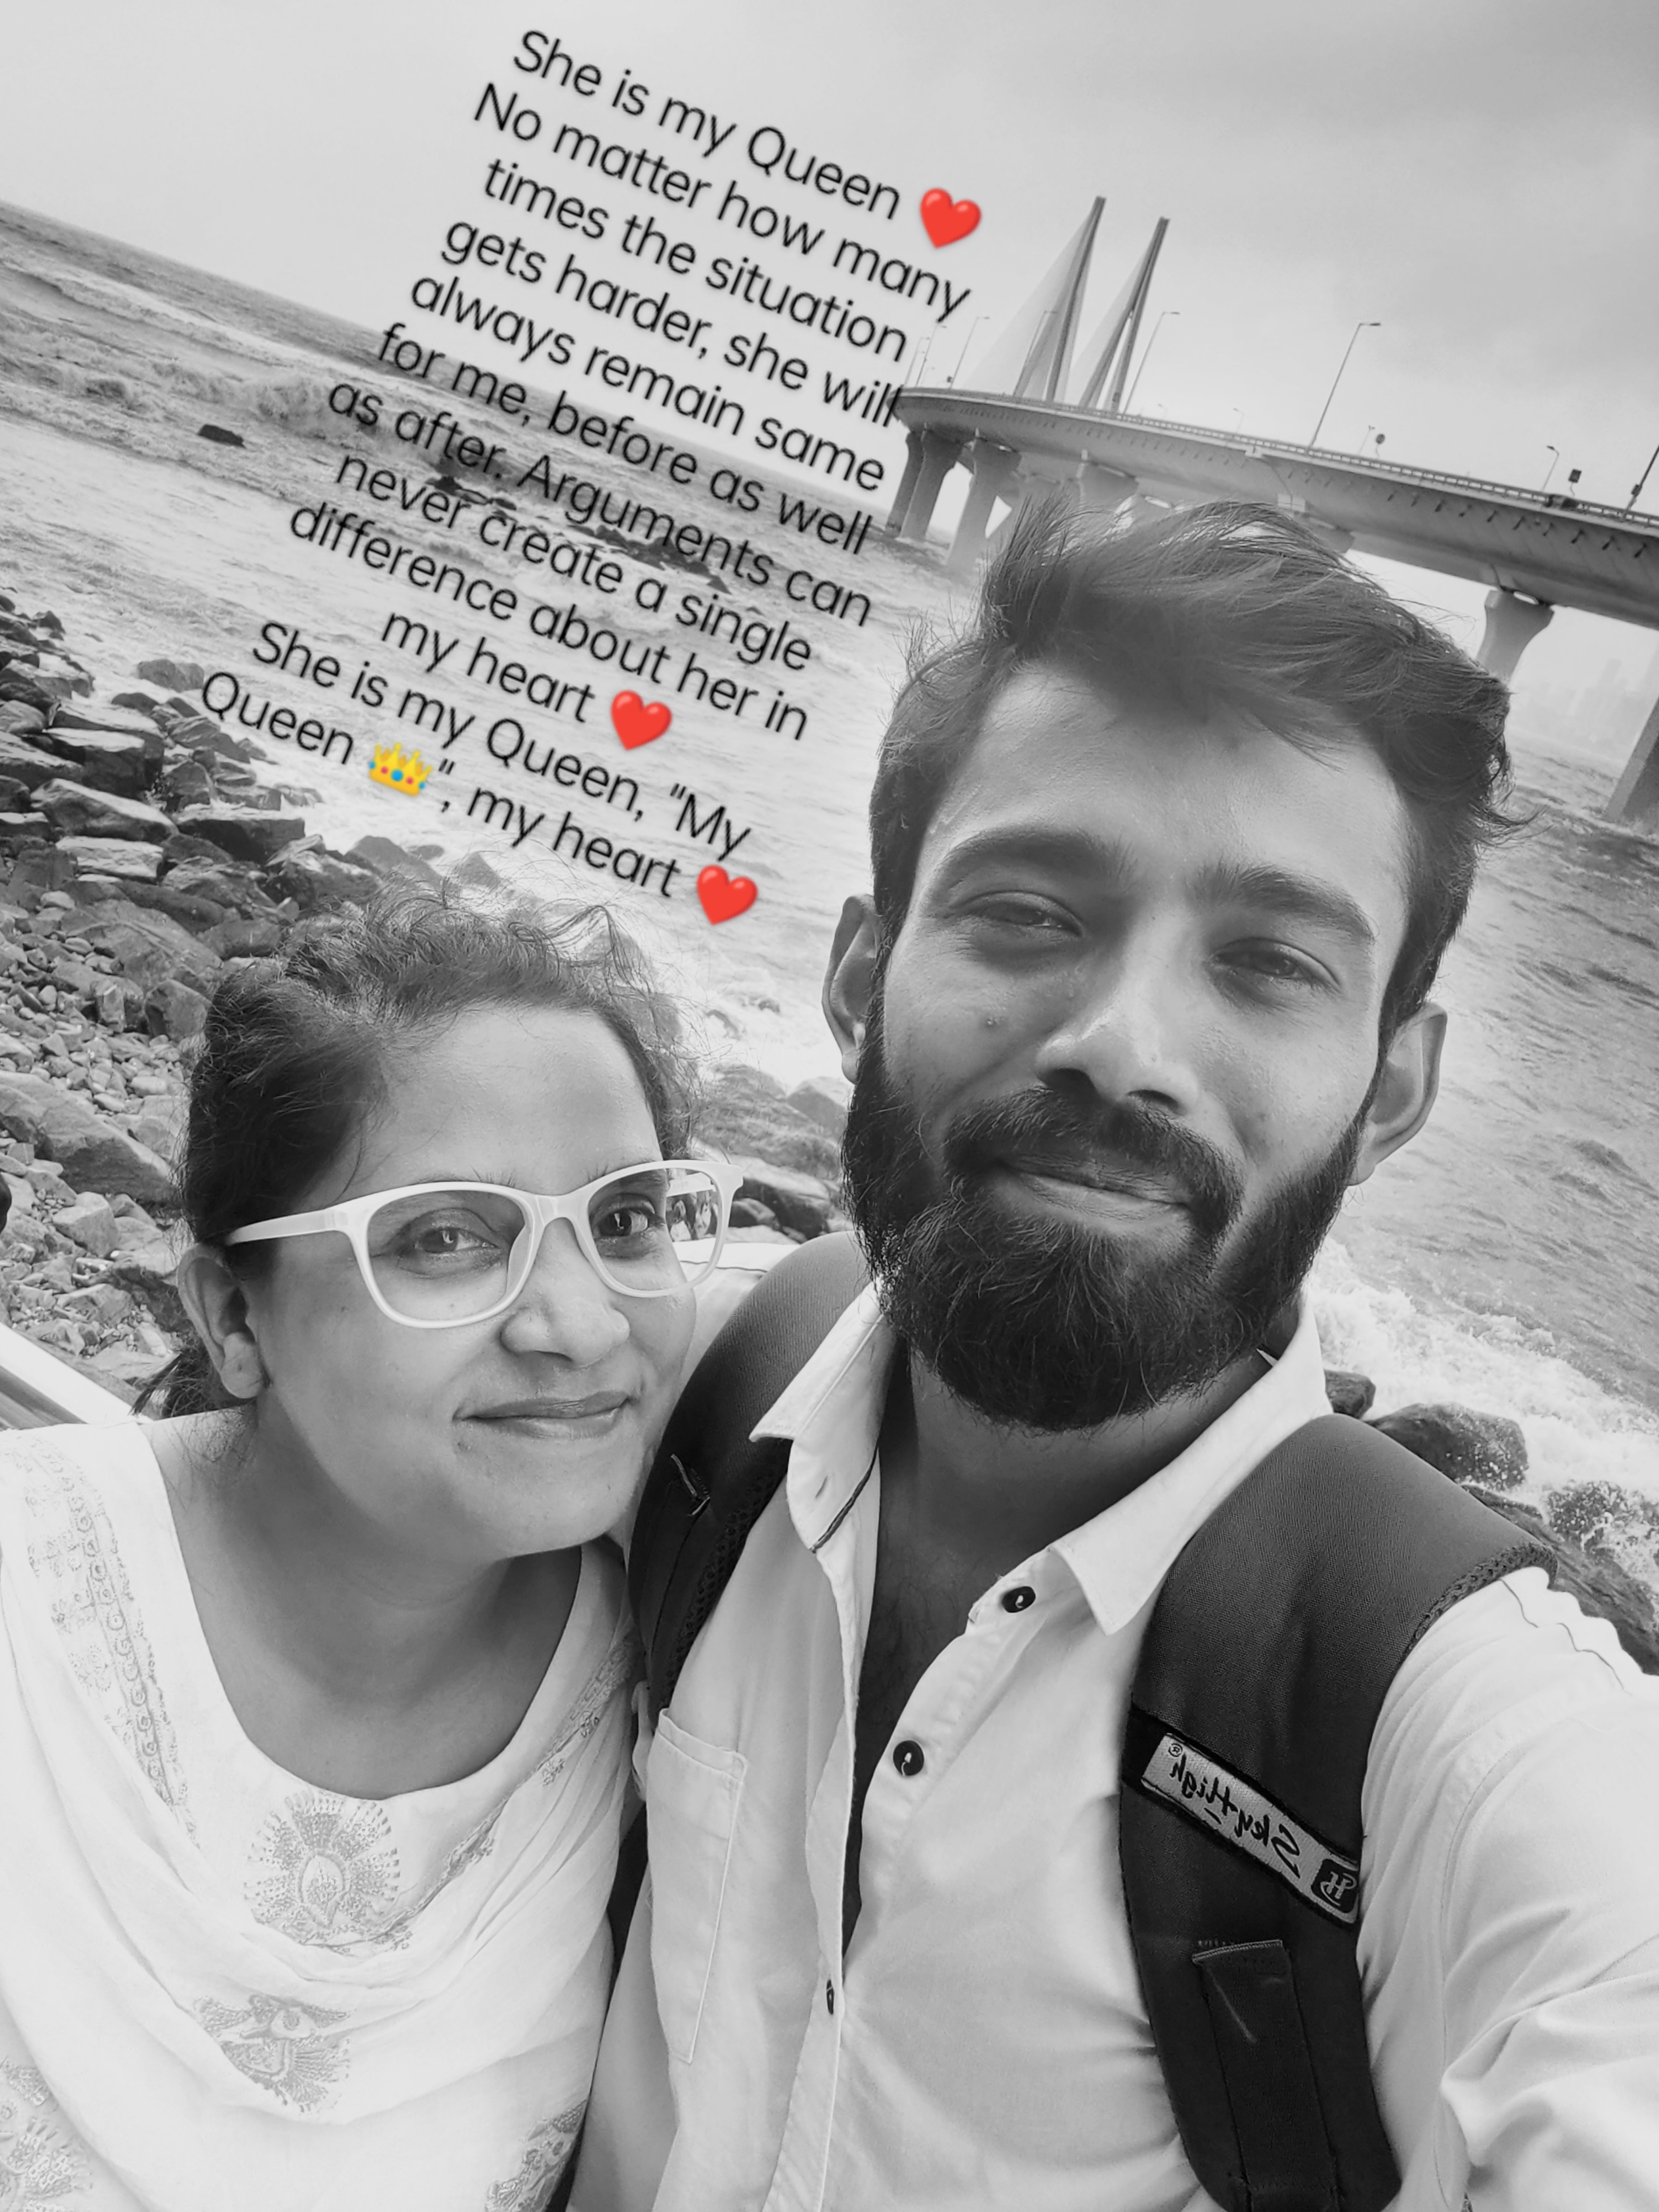 She is my Queen ❤️
No matter how many
times the situation
gets harder, she will
always remain same
for me, before as well
as after. Arguments can
never create a single
difference about her in
my heart ❤️
She is my Queen, "My
Queen 👑", my heart ❤️
SkyHigh®
H